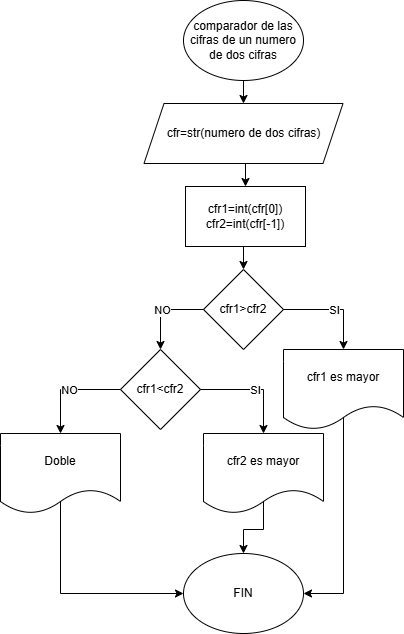 comparador de las
cifras de un numero
de dos cifras
cfr=str(numero de dos cifras)
cfr1=int(cfr[0])
cfr2=int(cfr[-1])
cfr1>cfr2
NO
SI
cfr1 es mayor
cfr1<cfr2
NO
SI
Doble
cfr2 es mayor
FIN